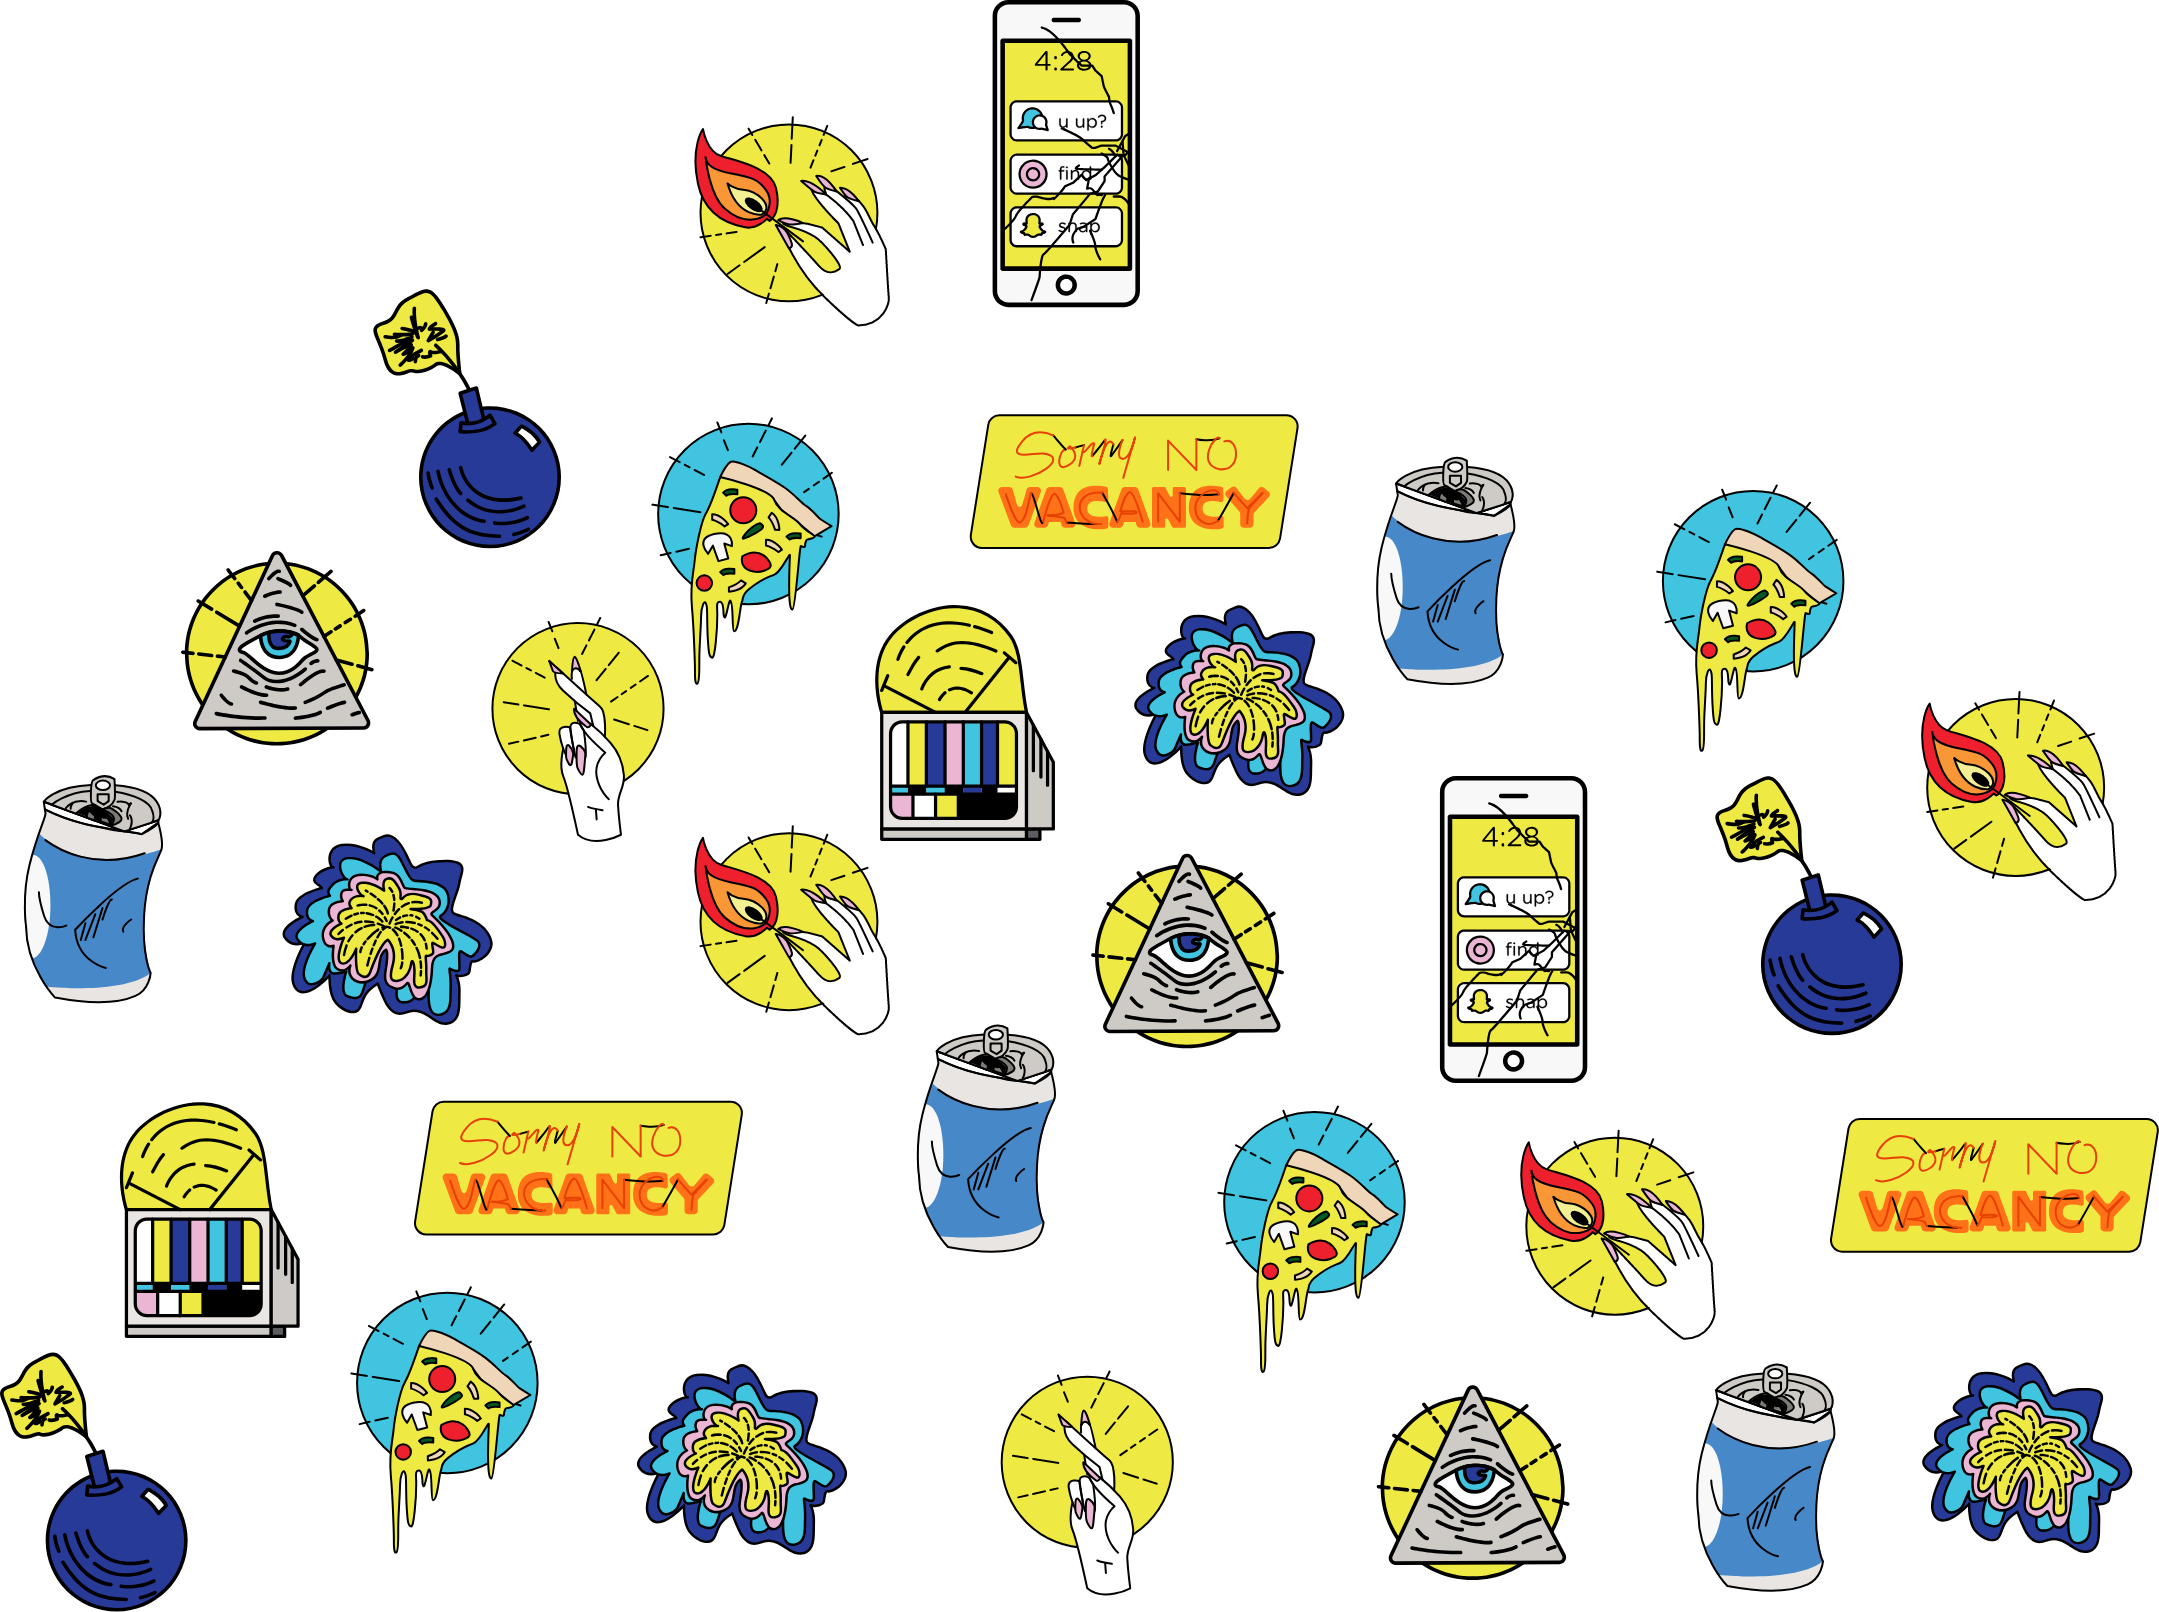 4:28
u up?
find
snap
Sorry NO
VACANCY
4:28
u up?
find
snap
Sorry NO
VACANCY
Sorry NO
VACANCY